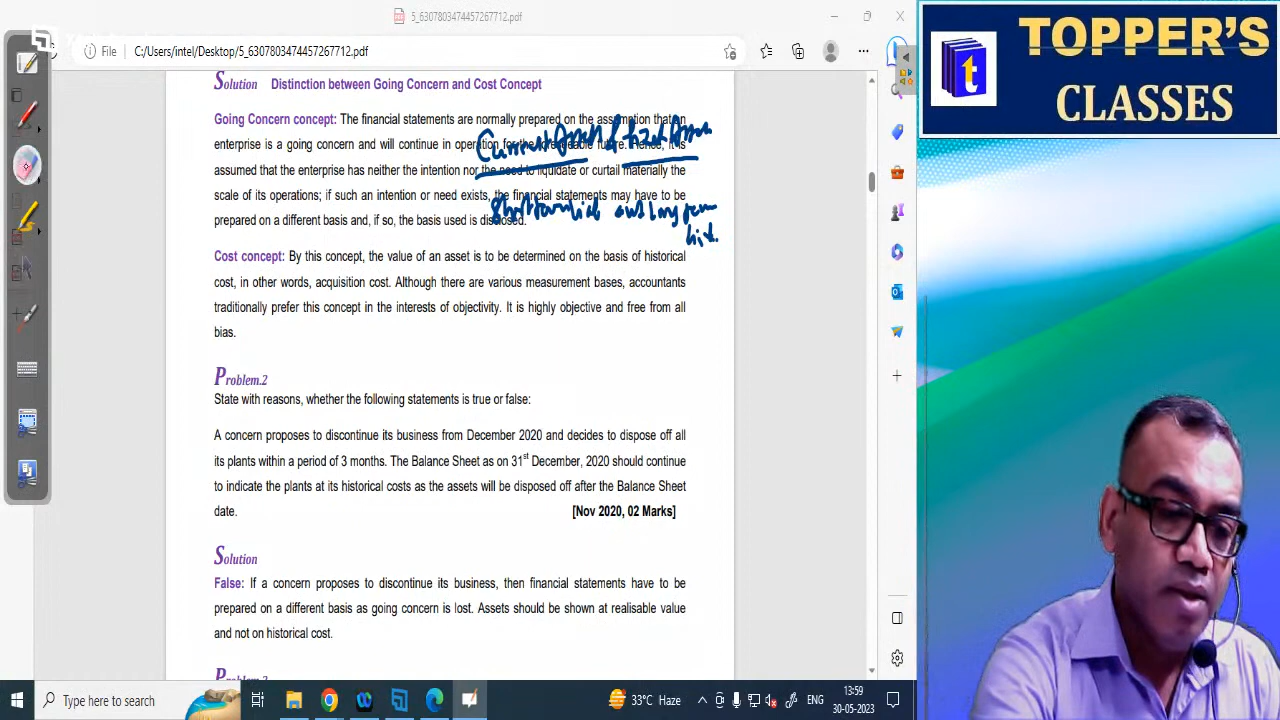 5_6307803474457267712.pdf
File
C:/Users/intel/Desktop/5_6307803474457267712.pdf
TOPPER'S
CLASSES
t
Solution Distinction between Going Concern and Cost Concept
Going Concern concept: The financial statements are normally prepared on the assumption that an
enterprise is a going concern and will continue in operation for the foreseeable future. Hence, it is
assumed that the enterprise has neither the intention nor the need to liquidate or curtail materially the
scale of its operations; if such an intention or need exists, the financial statements may have to be
prepared on a different basis and, if so, the basis used is disclosed.
Cost concept: By this concept, the value of an asset is to be determined on the basis of historical
cost, in other words, acquisition cost. Although there are various measurement bases, accountants
traditionally prefer this concept in the interests of objectivity. It is highly objective and free from all
bias.
Problem.2
State with reasons, whether the following statements is true or false:
A concern proposes to discontinue its business from December 2020 and decides to dispose off all
its plants within a period of 3 months. The Balance Sheet as on 31st December, 2020 should continue
to indicate the plants at its historical costs as the assets will be disposed off after the Balance Sheet
date. [Nov 2020, 02 Marks]
Solution
False: If a concern proposes to discontinue its business, then financial statements have to be
prepared on a different basis as going concern is lost. Assets should be shown at realisable value
and not on historical cost.
Type here to search
33°C Haze
ENG
13:59
30-05-2023